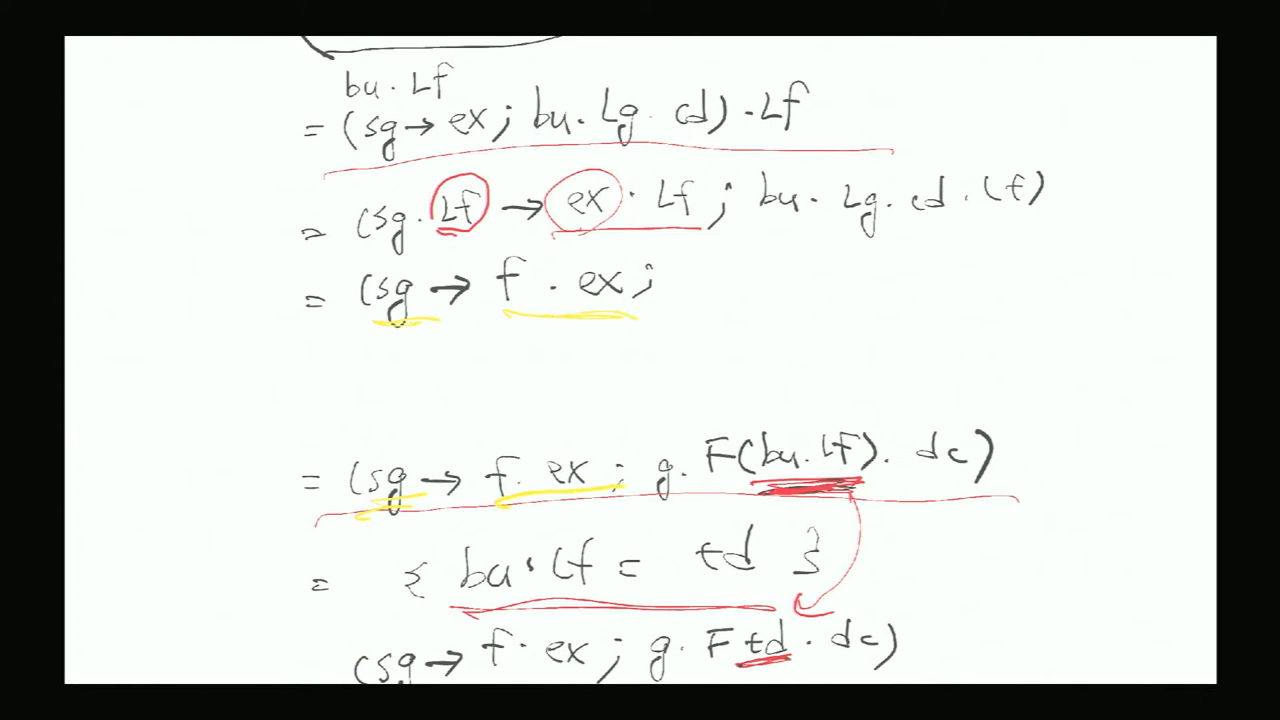 bu · Lf
= (sg → ex; bu · Lg · cd) · Lf
= (sg · Lf → ex · Lf; bu · Lg · cd · Lf)
= (sg → f · ex;
= (sg → f · ex; g · F(bu · Lf) · dc)
= { bu · Lf = td }
(sg → f · ex; g · F td · dc)